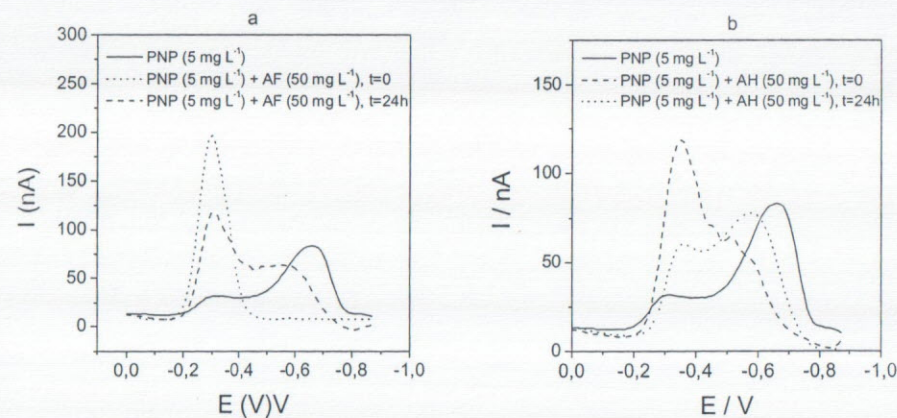 a
300
250
200
150
100
50
0
I (nA)
PNP (5 mg L⁻¹)
PNP (5 mg L⁻¹) + AF (50 mg L⁻¹), t=0
PNP (5 mg L⁻¹) + AF (50 mg L⁻¹), t=24h
0,0 -0,2 -0,4 -0,6 -0,8 -1,0
E (V)V
b
150
100
50
0
I / nA
PNP (5 mg L⁻¹)
PNP (5 mg L⁻¹) + AH (50 mg L⁻¹), t=0
PNP (5 mg L⁻¹) + AH (50 mg L⁻¹), t=24h
0,0 -0,2 -0,4 -0,6 -0,8 -1,0
E / V